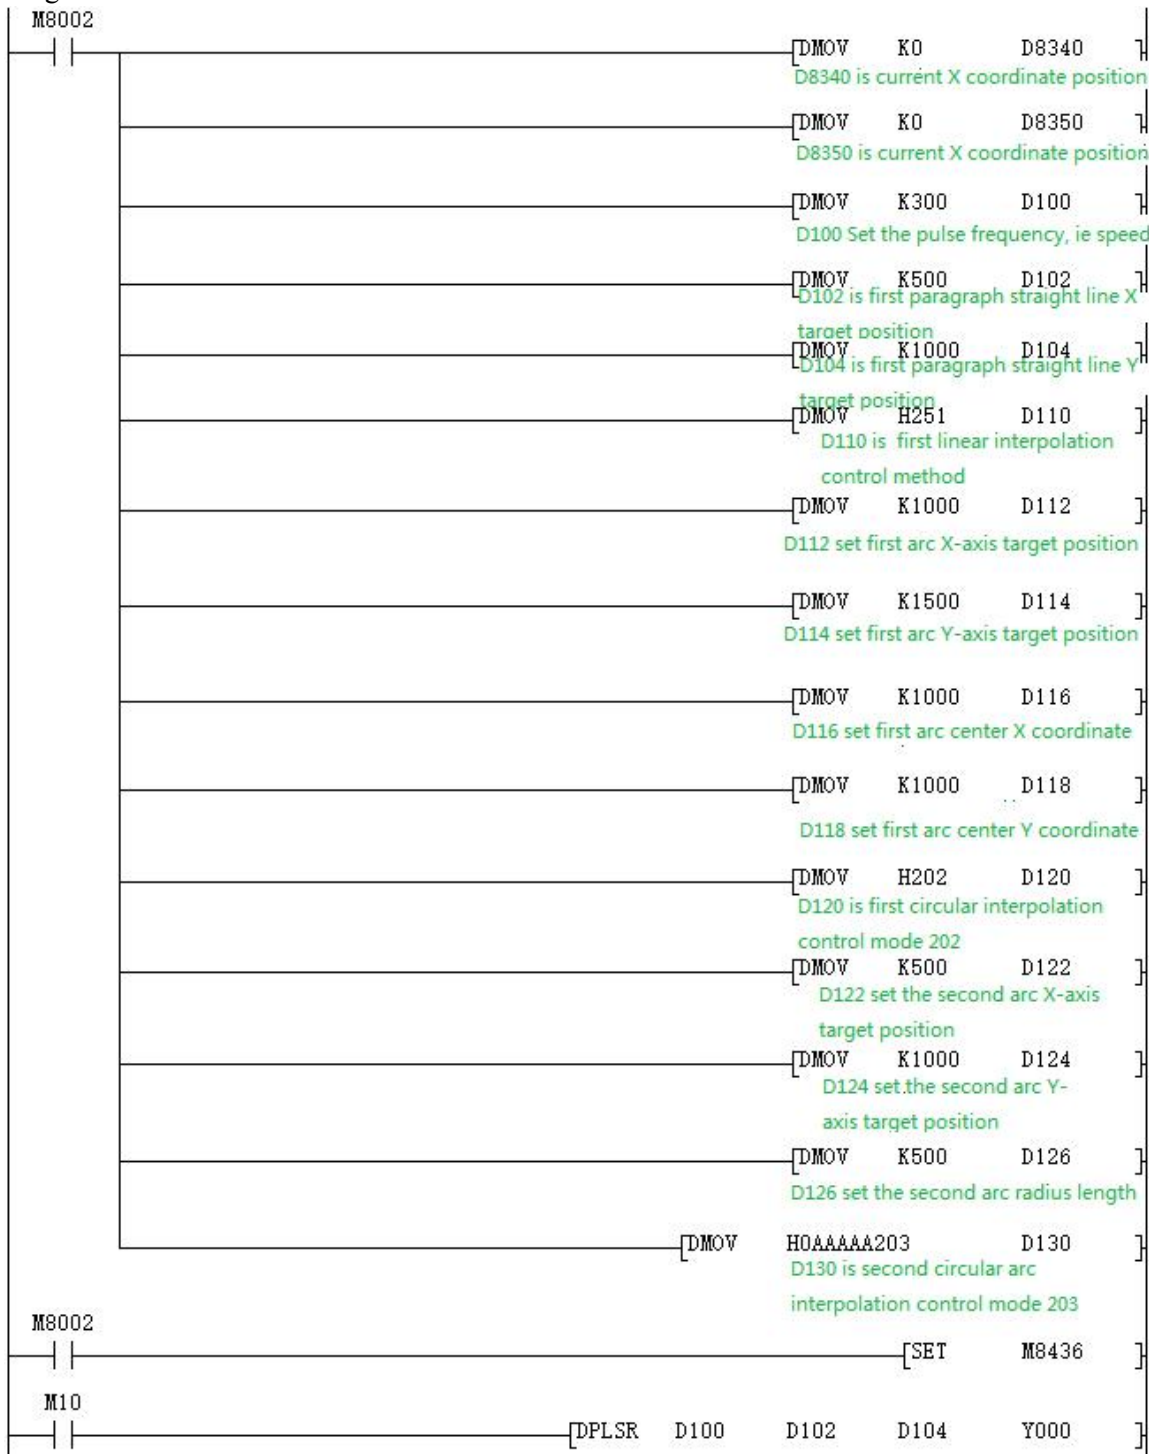 M8002
DMOV K0 D8340
D8340 is current X coordinate position
DMOV K0 D8350
D8350 is current X coordinate position
DMOV K300 D100
D100 Set the pulse frequency, ie speed
DMOV K500 D102
D102 is first paragraph straight line X
target position
DMOV K1000 D104
D104 is first paragraph straight line Y
target position
DMOV H251 D110
D110 is first linear interpolation
control method
DMOV K1000 D112
D112 set first arc X-axis target position
DMOV K1500 D114
D114 set first arc Y-axis target position
DMOV K1000 D116
D116 set first arc center X coordinate
DMOV K1000 D118
D118 set first arc center Y coordinate
DMOV H202 D120
D120 is first circular interpolation
control mode 202
DMOV K500 D122
D122 set the second arc X-axis
target position
DMOV K1000 D124
D124 set the second arc Y-
axis target position
DMOV K500 D126
D126 set the second arc radius length
DMOV H0AAAAA203 D130
D130 is second circular arc
interpolation control mode 203
M8002
SET M8436
M10
DPLSR D100 D102 D104 Y000